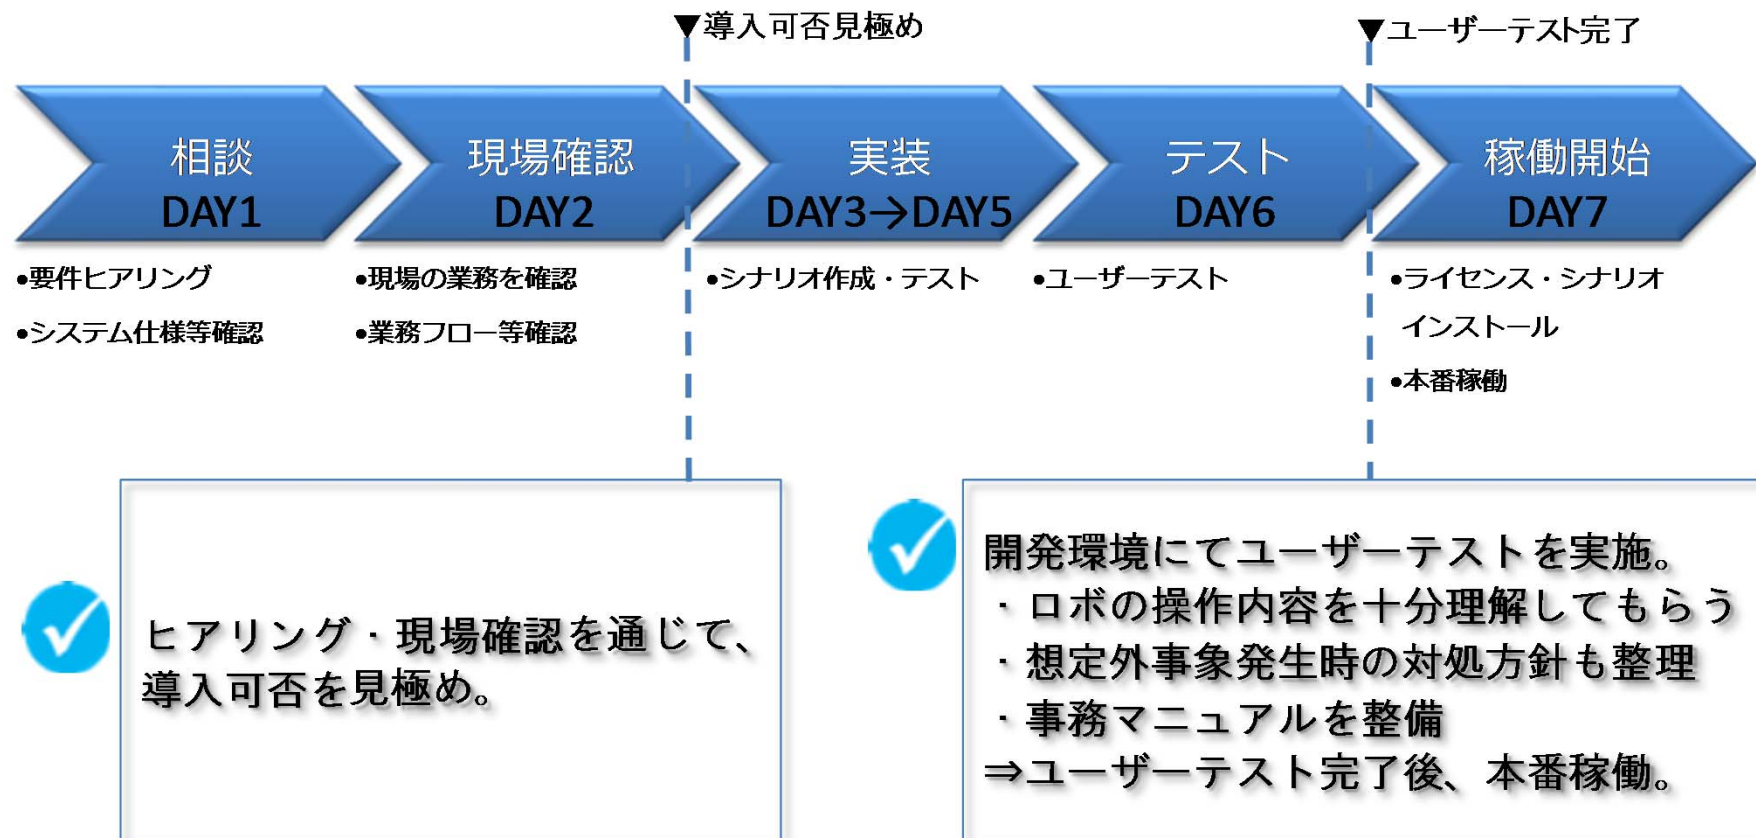 ▼導入可否見極め
▼ユーザーテスト完了
相談
DAY1
現場確認
DAY2
実装
DAY3→DAY5
テスト
DAY6
稼働開始
DAY7
•要件ヒアリング
•システム仕様等確認
•現場の業務を確認
•業務フロー等確認
•シナリオ作成・テスト
•ユーザーテスト
•ライセンス・シナリオ
インストール
•本番稼働
ヒアリング・現場確認を通じて、
導入可否を見極め。
開発環境にてユーザーテストを実施。
・ロボの操作内容を十分理解してもらう
・想定外事象発生時の対処方針も整理
・事務マニュアルを整備
⇒ユーザーテスト完了後、本番稼働。